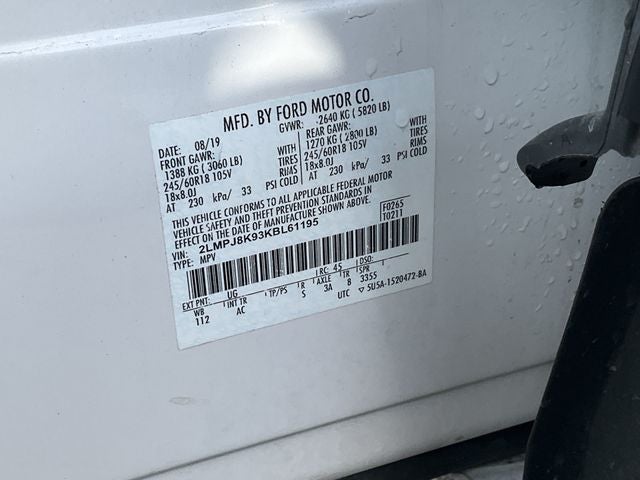 MFD. BY FORD MOTOR CO.
DATE: 08/19 GVWR: 2640 KG ( 5820 LB)
FRONT GAWR: WITH REAR GAWR: WITH
1388 KG ( 3060 LB) TIRES 1270 KG ( 2800 LB) TIRES
245/60R18 105V RIMS 245/60R18 105V RIMS
18x8.0J 18x8.0J
AT 230 kPa/ 33 PSI COLD AT 230 kPa/ 33 PSI COLD
THIS VEHICLE CONFORMS TO ALL APPLICABLE FEDERAL MOTOR
VEHICLE SAFETY AND THEFT PREVENTION STANDARDS IN
EFFECT ON THE DATE OF MANUFACTURE SHOWN ABOVE.
VIN: 2LMPJ8K93KBL61195 F0265
TYPE: MPV T0211
EXT PNT: UG RC: 45 DSO:
WB INT TR TP/PS R AXLE TR SPR
112 AC S 3A 8 3355
UTC ▽ 5U5A-1520472-BA